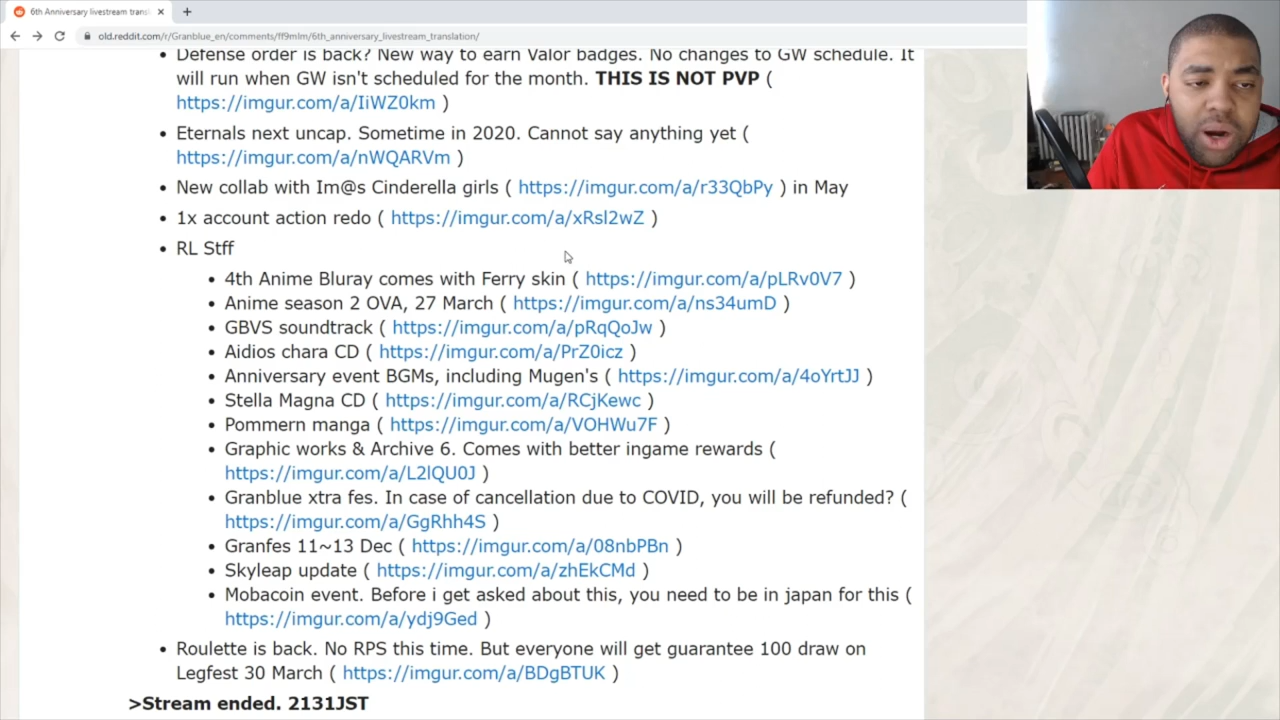 6th Anniversary livestream trans
old.reddit.com/r/Granblue_en/comments/ff9mlm/6th_anniversary_livestream_translation/
Defense order is back? New way to earn Valor badges. No changes to GW schedule. It
will run when GW isn't scheduled for the month. THIS IS NOT PVP (
https://imgur.com/a/IiWZ0km )
Eternals next uncap. Sometime in 2020. Cannot say anything yet (
https://imgur.com/a/nWQARVm )
New collab with Im@s Cinderella girls ( https://imgur.com/a/r33QbPy ) in May
1x account action redo ( https://imgur.com/a/xRsl2wZ )
RL Stff
4th Anime Bluray comes with Ferry skin ( https://imgur.com/a/pLRv0V7 )
Anime season 2 OVA, 27 March ( https://imgur.com/a/ns34umD )
GBVS soundtrack ( https://imgur.com/a/pRqQoJw )
Aidios chara CD ( https://imgur.com/a/PrZ0icz )
Anniversary event BGMs, including Mugen's ( https://imgur.com/a/4oYrtJJ )
Stella Magna CD ( https://imgur.com/a/RCjKewc )
Pommern manga ( https://imgur.com/a/VOHWu7F )
Graphic works & Archive 6. Comes with better ingame rewards (
https://imgur.com/a/L2lQU0J )
Granblue xtra fes. In case of cancellation due to COVID, you will be refunded? (
https://imgur.com/a/GgRhh4S )
Granfes 11~13 Dec ( https://imgur.com/a/08nbPBn )
Skyleap update ( https://imgur.com/a/zhEkCMd )
Mobacoin event. Before i get asked about this, you need to be in japan for this (
https://imgur.com/a/ydj9Ged )
Roulette is back. No RPS this time. But everyone will get guarantee 100 draw on
Legfest 30 March ( https://imgur.com/a/BDgBTUK )
>Stream ended. 2131JST